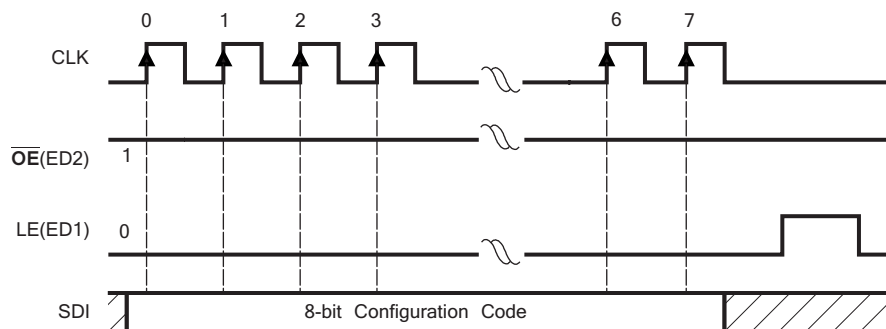 0 1 2 3 6 7
CLK
OE(ED2) 1
LE(ED1) 0
SDI 8-bit Configuration Code